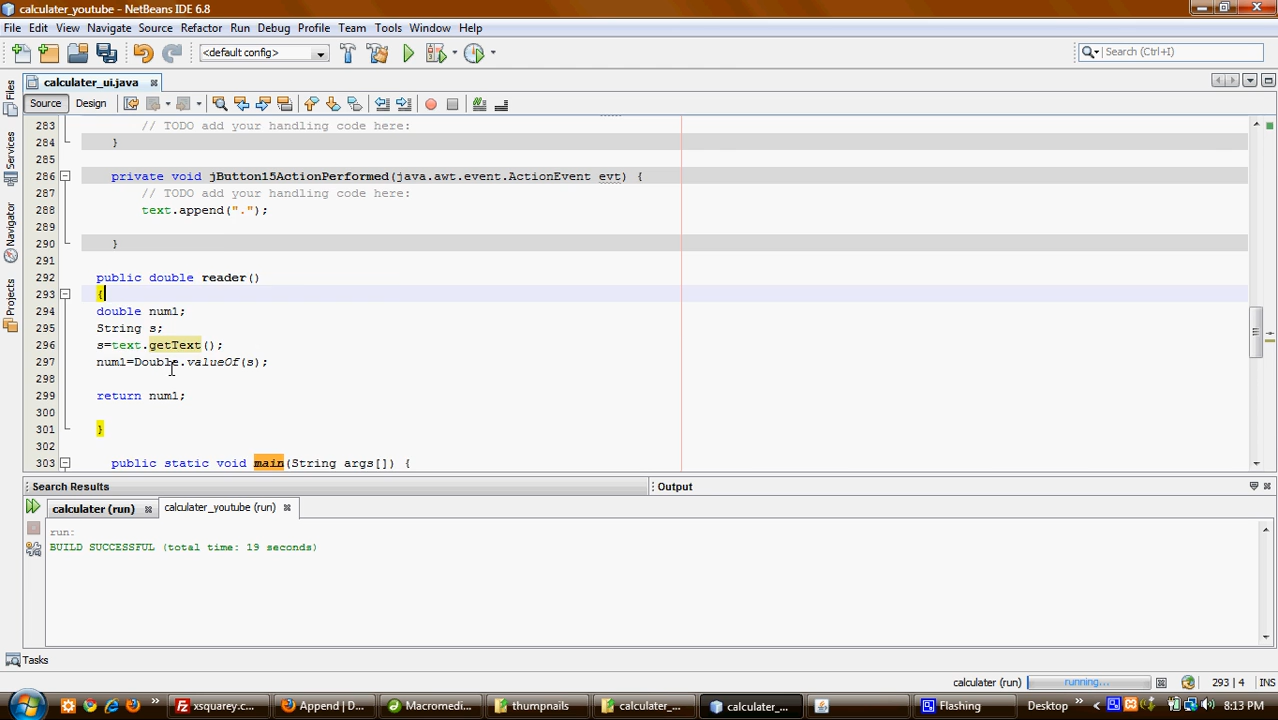 calculater_youtube - NetBeans IDE 6.8
File Edit View Navigate Source Refactor Run Debug Profile Team Tools Window Help
<default config>
Search (Ctrl+I)
calculater_ui.java
Source Design
Files
Services
Navigator
Projects
283 // TODO add your handling code here:
284 }
285
286 private void jButton15ActionPerformed(java.awt.event.ActionEvent evt) {
287 // TODO add your handling code here:
288 text.append(".");
289
290 }
291
292 public double reader()
293 {
294 double num1;
295 String s;
296 s=text.getText();
297 num1=Double.valueOf(s);
298
299 return num1;
300
301 }
302
303 public static void main(String args[]) {
Search Results
Output
calculater (run) calculater_youtube (run)
run:
BUILD SUCCESSFUL (total time: 19 seconds)
Tasks
calculater (run) running... 293 | 4 INS
xsquarey.c... Append | D... Macromed... thumbnails calculater_... calculater_... Flashing Desktop 8:13 PM